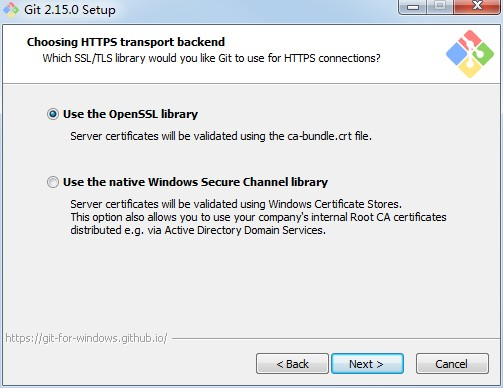 Git 2.15.0 Setup
Choosing HTTPS transport backend
Which SSL/TLS library would you like Git to use for HTTPS connections?
Use the OpenSSL library
Server certificates will be validated using the ca-bundle.crt file.
Use the native Windows Secure Channel library
Server certificates will be validated using Windows Certificate Stores.
This option also allows you to use your company's internal Root CA certificates
distributed e.g. via Active Directory Domain Services.
https://git-for-windows.github.io/
< Back
Next >
Cancel